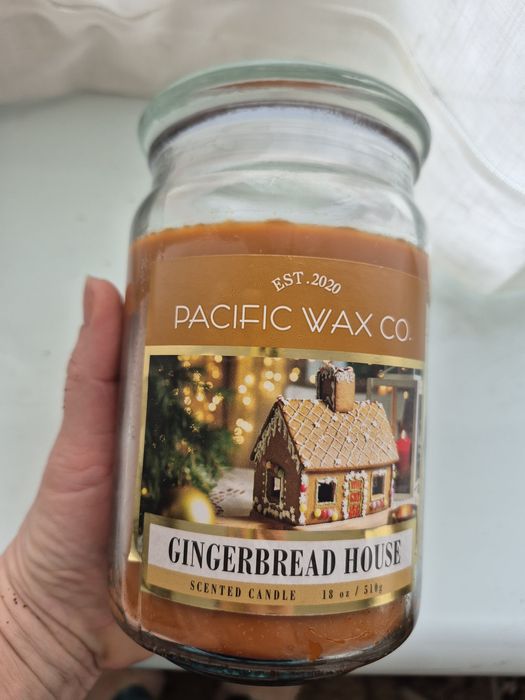 EST. 2020
PACIFIC WAX CO.
GINGERBREAD HOUSE
SCENTED CANDLE 18 oz / 510g